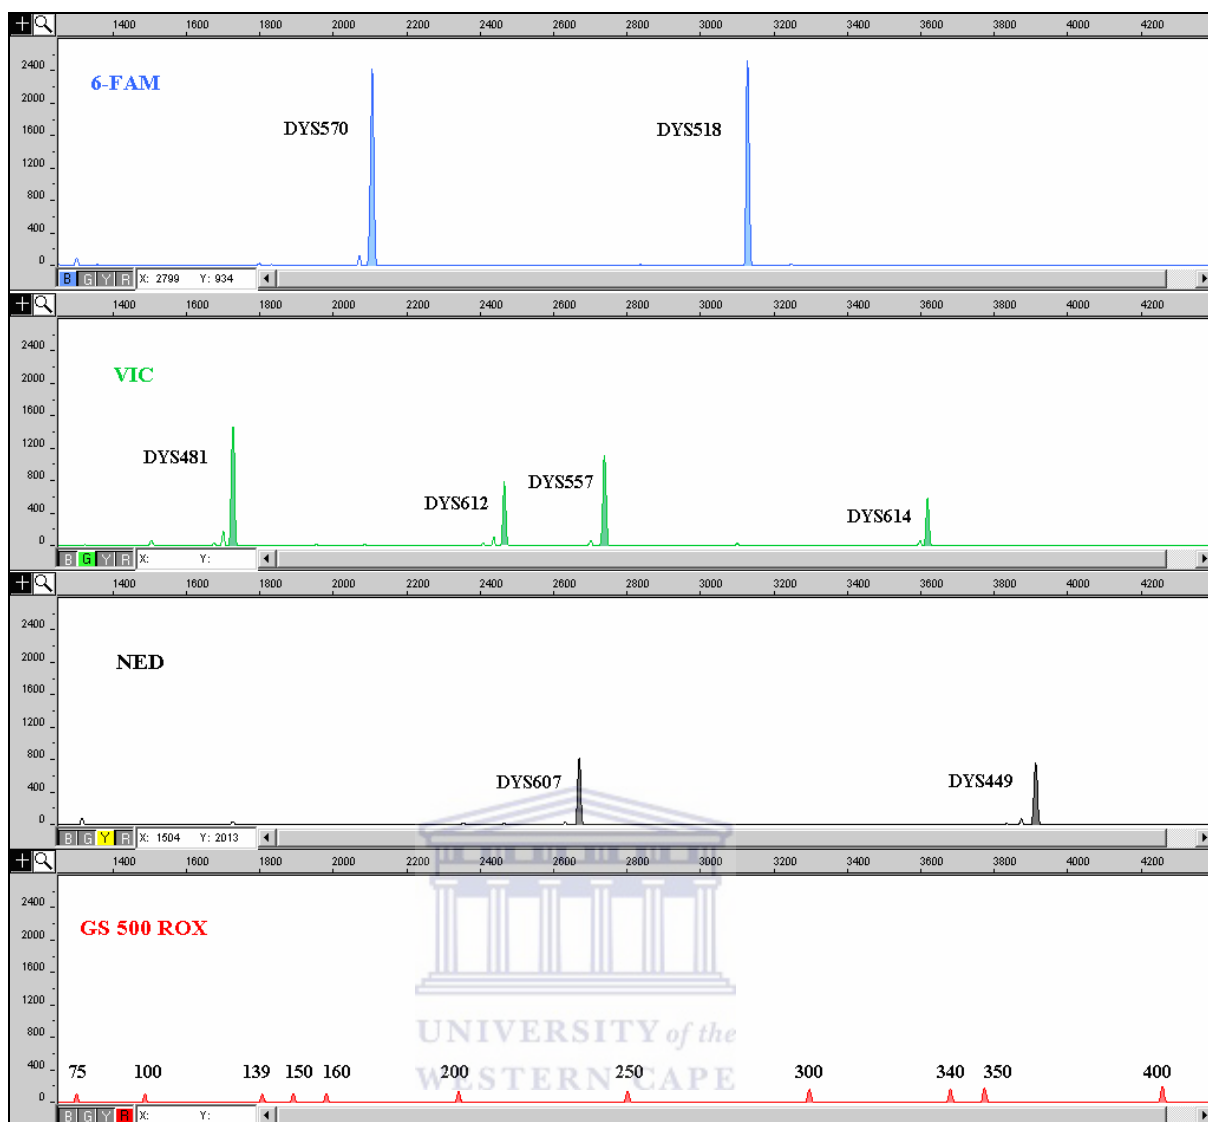 1400 1600 1800 2000 2200 2400 2600 2800 3000 3200 3400 3600 3800 4000 4200
2400
2000
1600
1200
800
400
0
6-FAM
DYS570
DYS518
B G Y R X: 2799 Y: 934
1400 1600 1800 2000 2200 2400 2600 2800 3000 3200 3400 3600 3800 4000 4200
2400
2000
1600
1200
800
400
0
VIC
DYS481
DYS612
DYS557
DYS614
B G Y R X: Y:
1400 1600 1800 2000 2200 2400 2600 2800 3000 3200 3400 3600 3800 4000 4200
2400
2000
1600
1200
800
400
0
NED
DYS607
DYS449
B G Y R X: 1504 Y: 2013
1400 1600 1800 2000 2200 2400 2600 2800 3000 3200 3400 3600 3800 4000 4200
2400
2000
1600
1200
800
400
0
GS 500 ROX
UNIVERSITY of the
WESTERN CAPE
75 100 139 150 160 200 250 300 340 350 400
B G Y R X: Y: